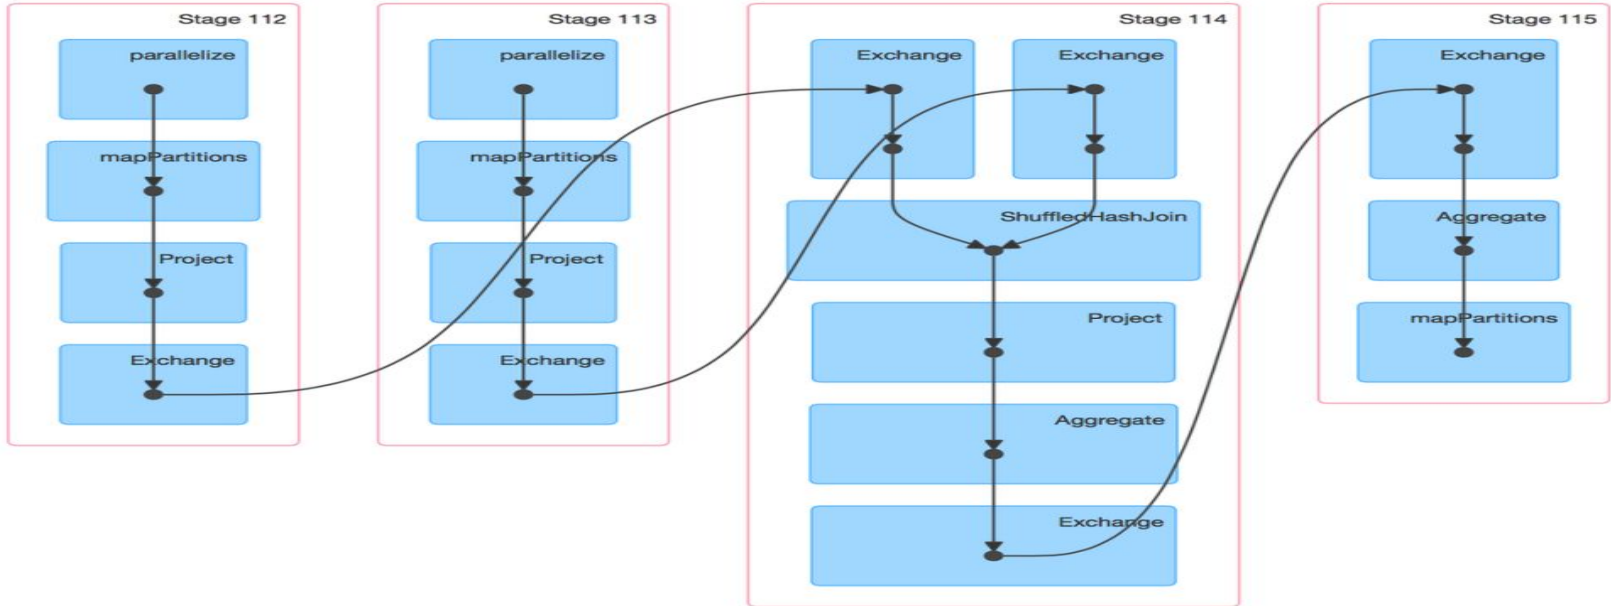 Stage 112
parallelize
mapPartitions
Project
Exchange
Stage 113
parallelize
mapPartitions
Project
Exchange
Stage 114
Exchange
Exchange
ShuffledHashJoin
Project
Aggregate
Exchange
Stage 115
Exchange
Aggregate
mapPartitions